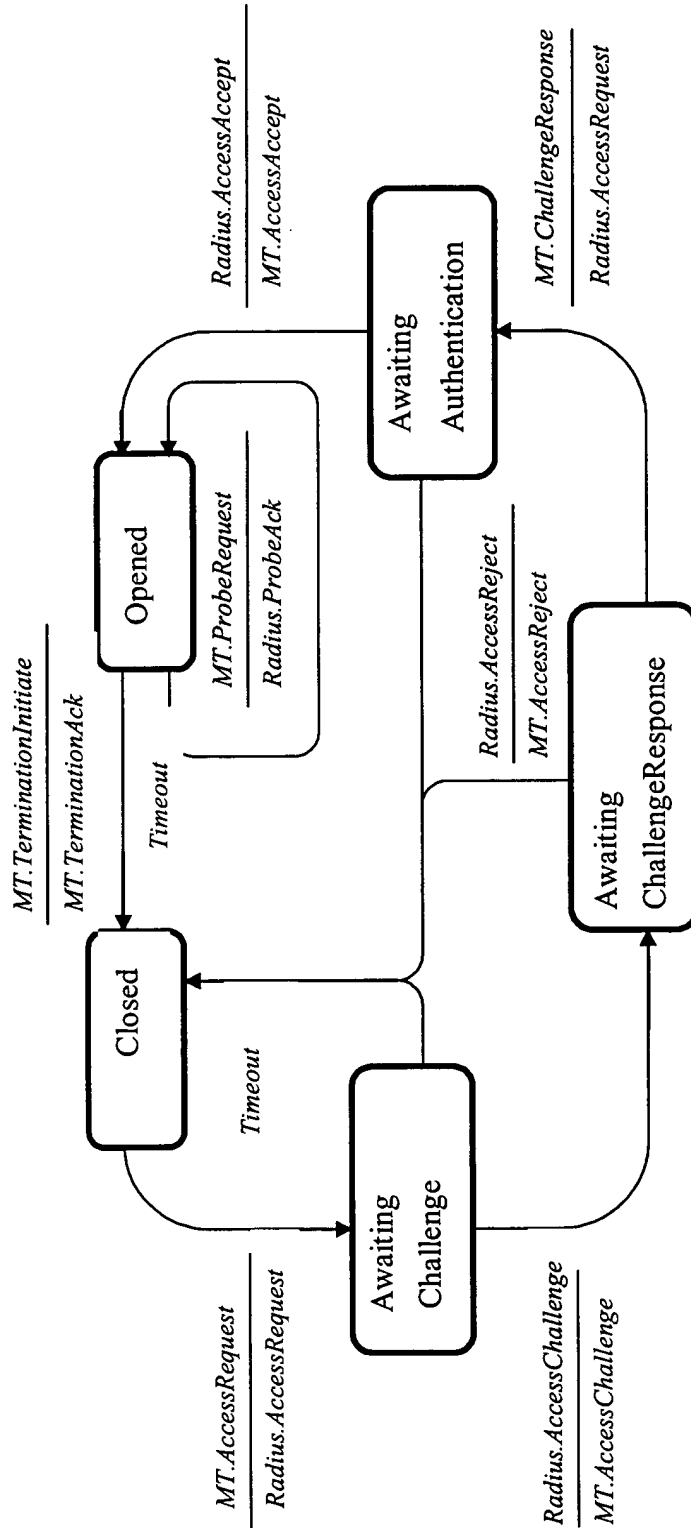 MT.TerminationInitiate
MT.TerminationAck
Closed
Timeout
Opened
Radius.AccessAccept
MT.AccessAccept
MT.ProbeRequest
Radius.ProbeAck
Timeout
MT.AccessRequest
Radius.AccessRequest
Awaiting
Challenge
Awaiting
Authentication
Radius.AccessReject
MT.AccessReject
MT.ChallengeResponse
Radius.AccessRequest
Radius.AccessChallenge
MT.AccessChallenge
Awaiting
ChallengeResponse